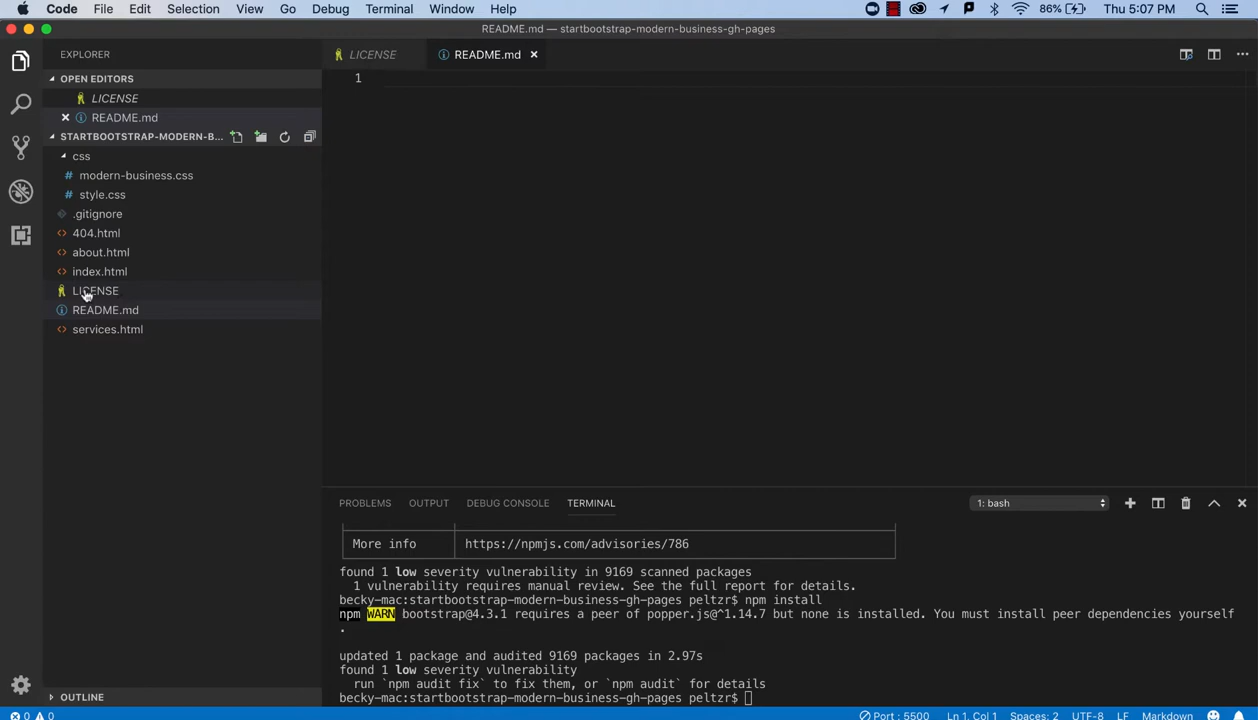 Code File Edit Selection View Go Debug Terminal Window Help 86% Thu 5:07 PM
README.md — startbootstrap-modern-business-gh-pages
EXPLORER
LICENSE README.md
OPEN EDITORS
LICENSE
README.md
STARTBOOTSTRAP-MODERN-B...
css
modern-business.css
style.css
.gitignore
404.html
about.html
index.html
LICENSE
README.md
services.html
OUTLINE
1
PROBLEMS OUTPUT DEBUG CONSOLE TERMINAL 1: bash
More info https://npmjs.com/advisories/786
found 1 low severity vulnerability in 9169 scanned packages
1 vulnerability requires manual review. See the full report for details.
becky-mac:startbootstrap-modern-business-gh-pages peltzr$ npm install
npm WARN bootstrap@4.3.1 requires a peer of popper.js@^1.14.7 but none is installed. You must install peer dependencies yourself
.
updated 1 package and audited 9169 packages in 2.97s
found 1 low severity vulnerability
run `npm audit fix` to fix them, or `npm audit` for details
becky-mac:startbootstrap-modern-business-gh-pages peltzr$
0 0 Port : 5500 Ln 1, Col 1 Spaces: 2 UTF-8 LF Markdown